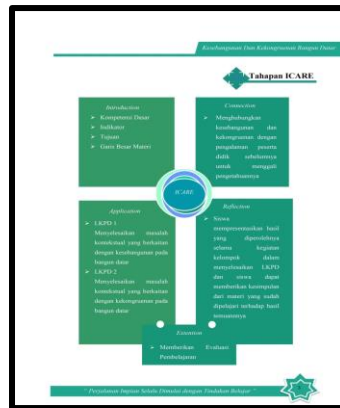 Kesebangunan Dan Kekongruenan Bangun Datar
Tahapan ICARE
Introduction
➤ Kompetensi Dasar
➤ Indikator
➤ Tujuan
➤ Garis Besar Materi
Connection
➤ Menghubungkan
kesebangunan dan
kekongruenan dengan
pengalaman peserta
didik sebelumnya
untuk menggali
pengetahuannya
ICARE
Application
➤ LKPD 1
Menyelesaikan masalah
kontekstual yang berkaitan
dengan kesebangunan pada
bangun datar
➤ LKPD 2
Menyelesaikan masalah
kontekstual yang berkaitan
dengan kekongruenan pada
bangun datar
Reflection
➤ Siswa
mempresentasikan hasil
yang diperolehnya
selama kegiatan
kelompok dalam
menyelesaikan LKPD
dan siswa dapat
memberikan kesimpulan
dari materi yang sudah
dipelajari terhadap hasil
temuannya
Extention
➤ Memberikan Evaluasi
Pembelajaran
" Perjalanan Impian Selalu Dimulai dengan Tindakan Belajar "